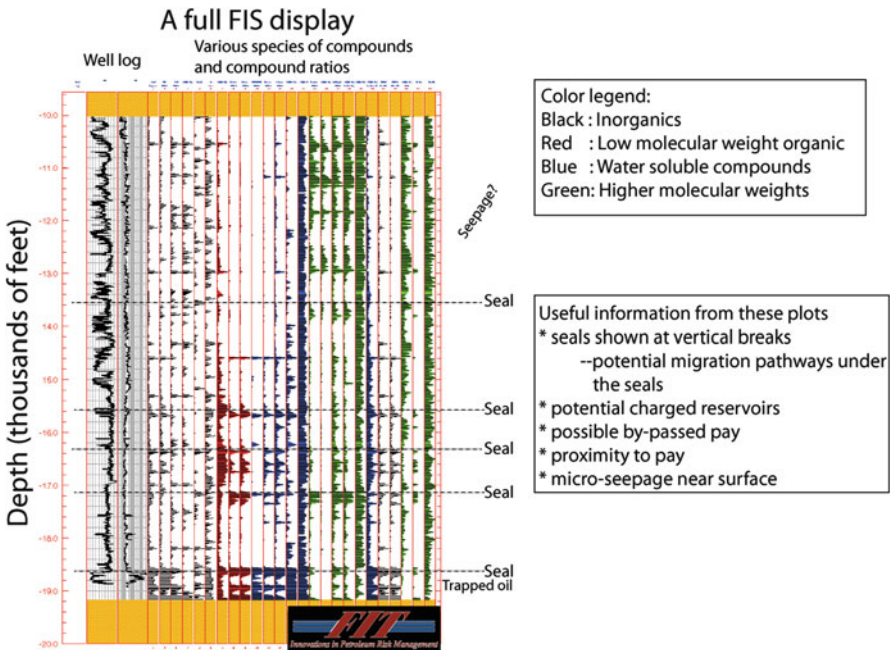 A full FIS display
Well log
Various species of compounds
and compound ratios
Depth (thousands of feet)
-10.0
-11.0
-12.0
-13.0
-14.0
-15.0
-16.0
-17.0
-18.0
-19.0
-20.0
Seepage?
Seal
Seal
Seal
Seal
Seal
Trapped oil
FIT
Innovations in Petroleum Risk Management
Color legend:
Black : Inorganics
Red : Low molecular weight organic
Blue : Water soluble compounds
Green: Higher molecular weights
Useful information from these plots
* seals shown at vertical breaks
--potential migration pathways under
the seals
* potential charged reservoirs
* possible by-passed pay
* proximity to pay
* micro-seepage near surface